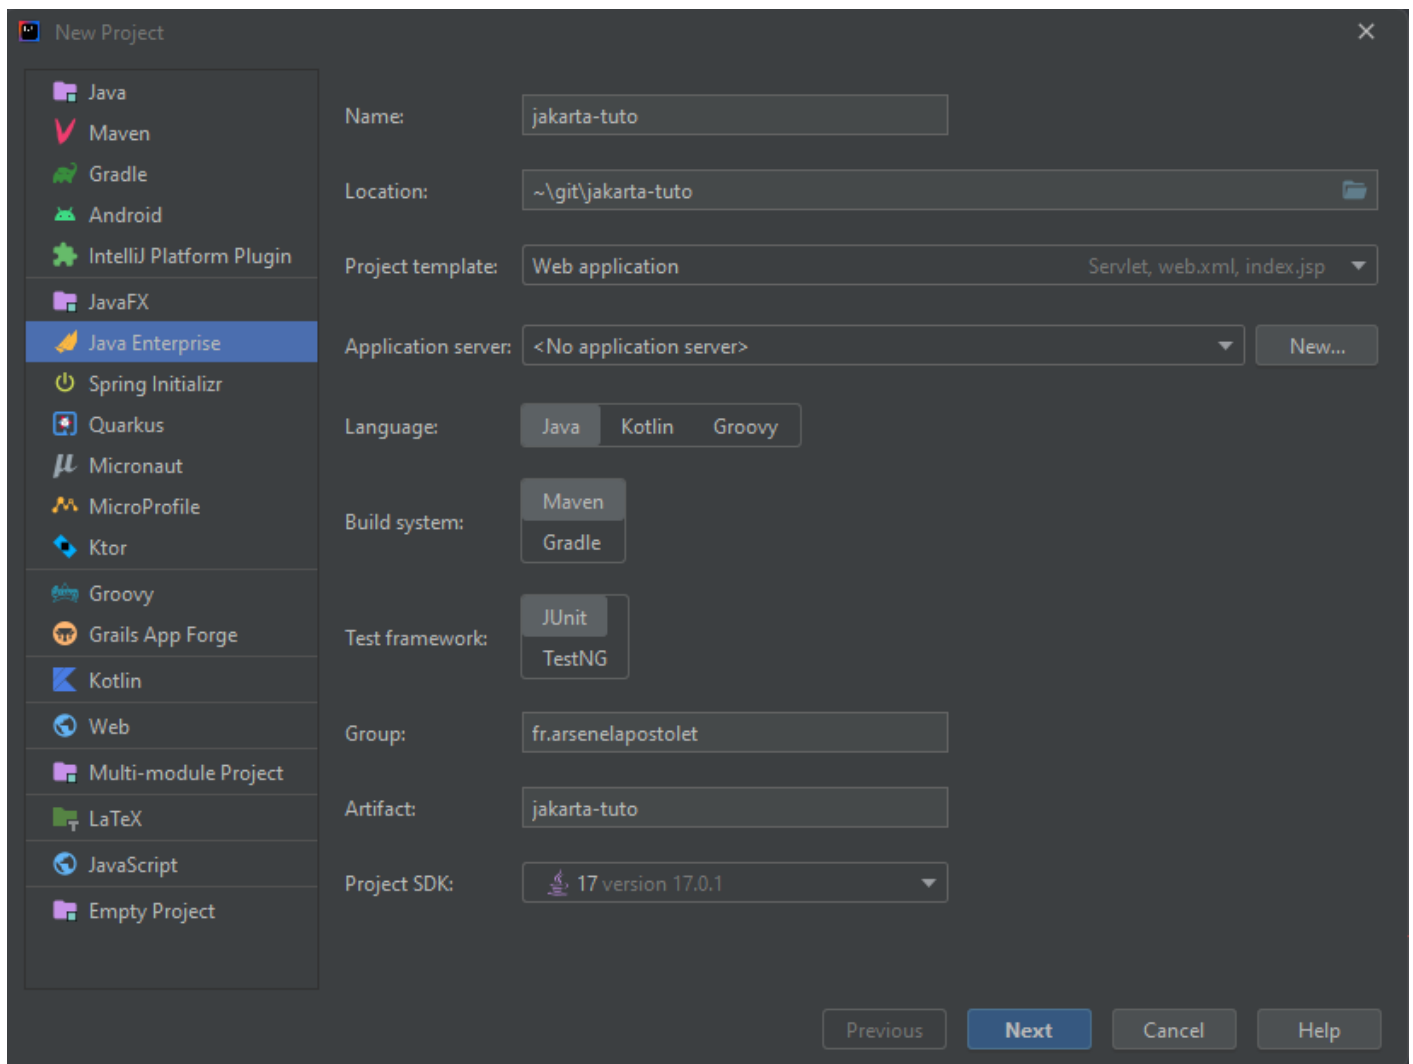 New Project
Java
Maven
Gradle
Android
IntelliJ Platform Plugin
JavaFX
Java Enterprise
Spring Initializr
Quarkus
Micronaut
MicroProfile
Ktor
Groovy
Grails App Forge
Kotlin
Web
Multi-module Project
LaTeX
JavaScript
Empty Project
Name: jakarta-tuto
Location: ~\git\jakarta-tuto
Project template: Web application Servlet, web.xml, index.jsp
Application server: <No application server> New...
Language: Java Kotlin Groovy
Build system: Maven
Gradle
Test framework: JUnit
TestNG
Group: fr.arsenelapostolet
Artifact: jakarta-tuto
Project SDK: 17 version 17.0.1
Previous Next Cancel Help